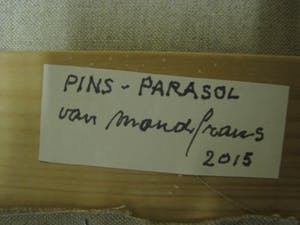 PINS - PARASOL
van mandfrans
2015